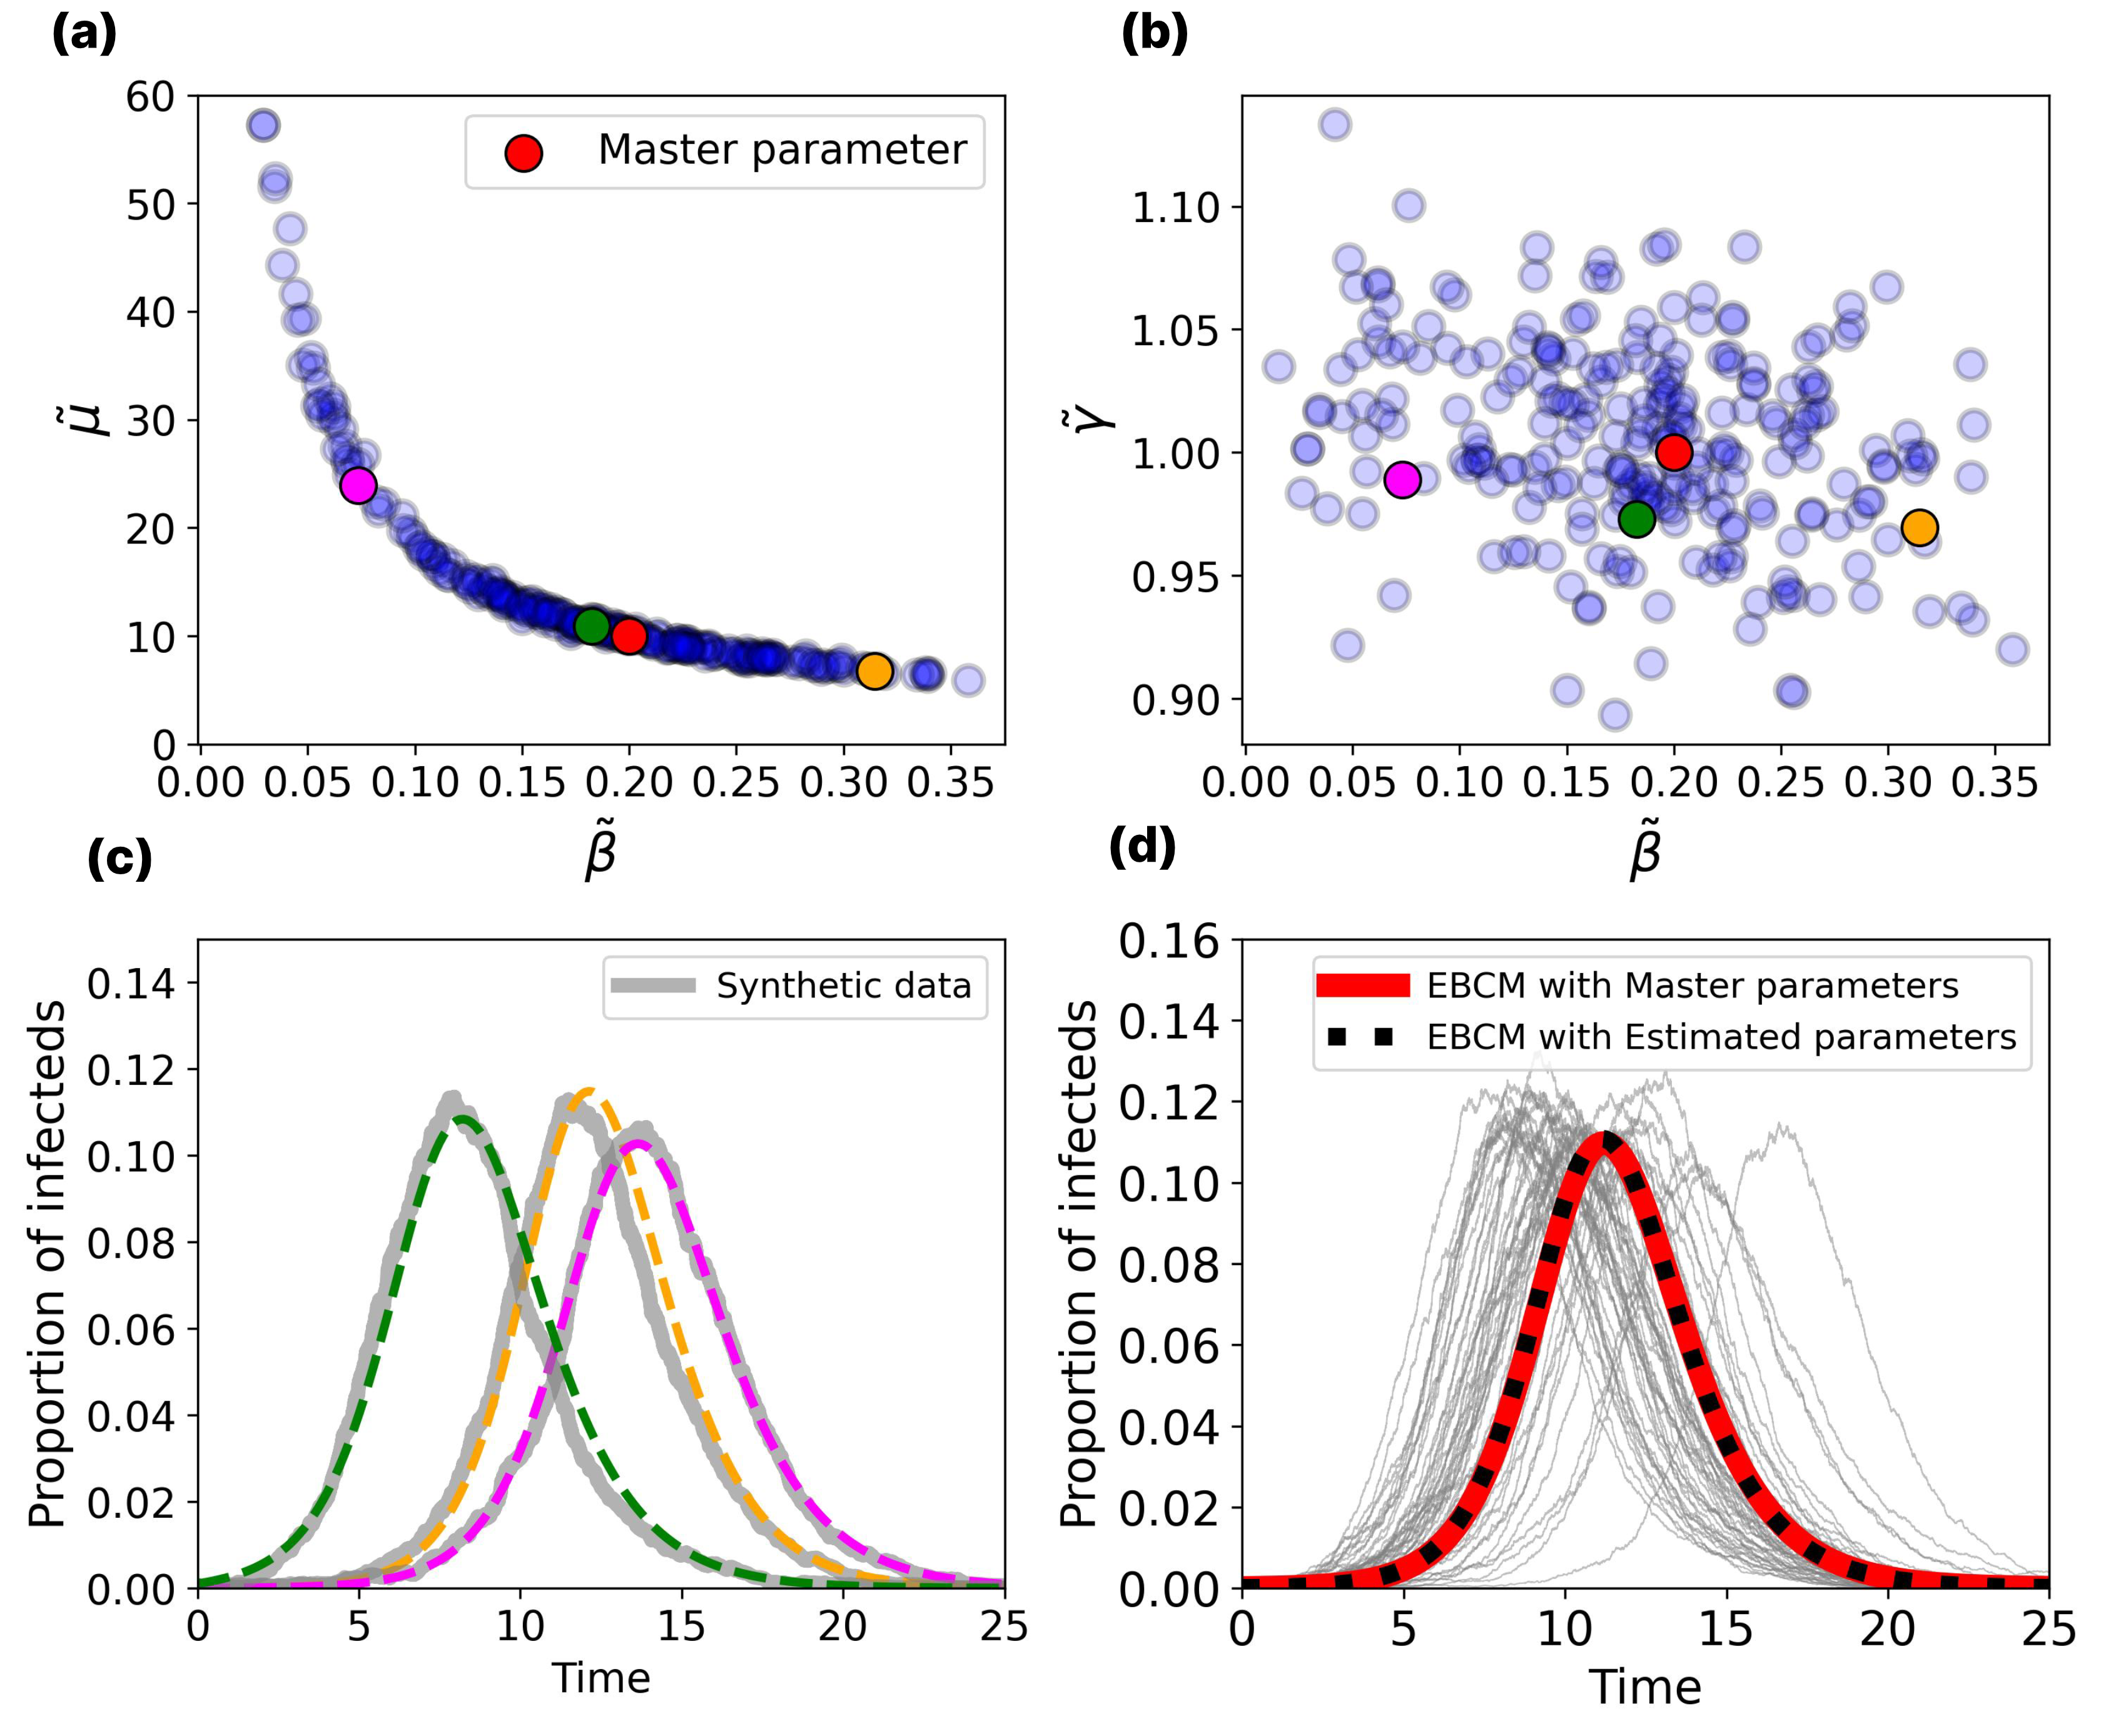 (a)
60
50
40
30
20
10
0
μ̃
Master parameter
0.00 0.05 0.10 0.15 0.20 0.25 0.30 0.35
β̃
(b)
1.10
1.05
1.00
0.95
0.90
γ̃
0.00 0.05 0.10 0.15 0.20 0.25 0.30 0.35
β̃
(c)
0.14
0.12
0.10
0.08
0.06
0.04
0.02
0.00
Proportion of infecteds
Synthetic data
0 5 10 15 20 25
Time
(d)
0.16
0.14
0.12
0.10
0.08
0.06
0.04
0.02
0.00
Proportion of infecteds
EBCM with Master parameters
EBCM with Estimated parameters
0 5 10 15 20 25
Time